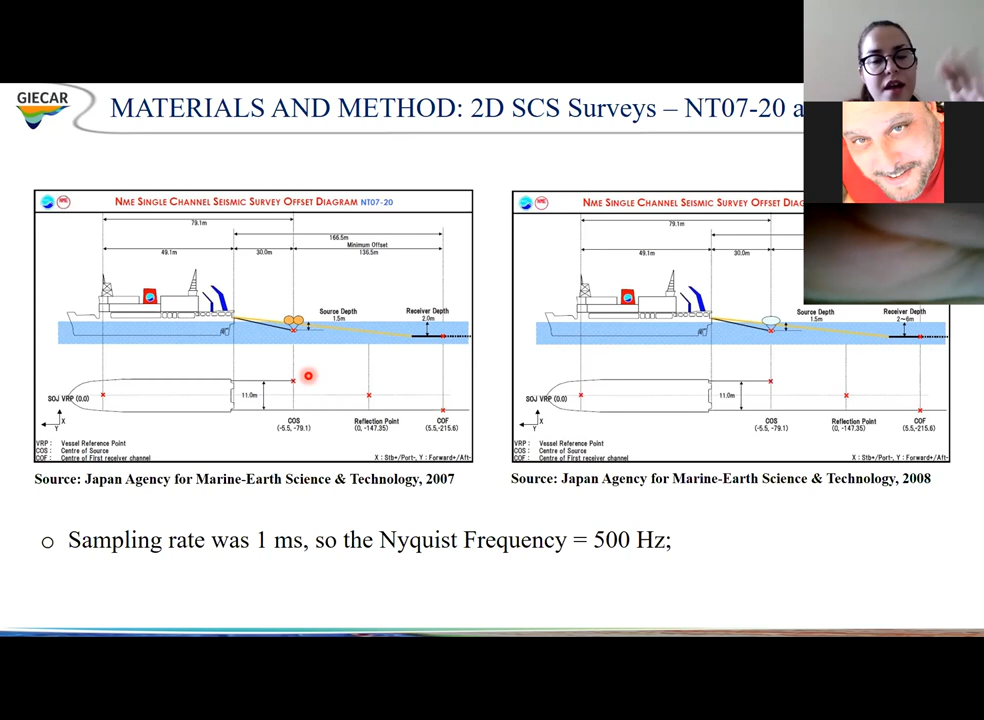 GIECAR
MATERIALS AND METHOD: 2D SCS Surveys – NT07-20 a
NME SINGLE CHANNEL SEISMIC SURVEY OFFSET DIAGRAM NT07-20
79.1m
166.5m
Minimum Offset
49.1m
30.0m
136.5m
Source Depth
1.5m
Receiver Depth
2.0m
SOJ VRP (0,0)
11.0m
X
Y
COS
(-5.5, -79.1)
Reflection Point
(0, -147.35)
COF
(5.5,-215.6)
VRP : Vessel Reference Point
COS : Centre of Source
COF : Centre of First receiver channel
X : Stb+/Port-, Y : Forward+/Aft-
Source: Japan Agency for Marine-Earth Science & Technology, 2007
NME SINGLE CHANNEL SEISMIC SURVEY OFFSET DIAG
79.1m
49.1m
30.0m
Source Depth
1.5m
Receiver Depth
2~6m
SOJ VRP (0,0)
11.0m
X
Y
COS
(-5.5, -79.1)
Reflection Point
(0, -147.35)
COF
(5.5,-215.6)
VRP : Vessel Reference Point
COS : Centre of Source
COF : Centre of First receiver channel
X : Stb+/Port-, Y : Forward+/Aft-
Source: Japan Agency for Marine-Earth Science & Technology, 2008
o Sampling rate was 1 ms, so the Nyquist Frequency = 500 Hz;